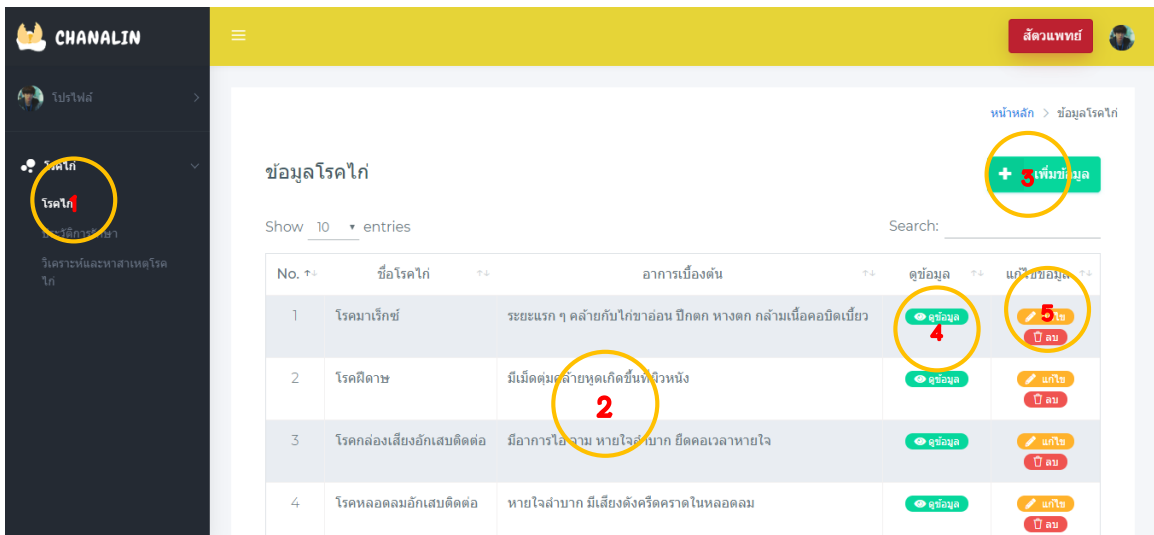 CHANALIN
สัตวแพทย์
โปรไฟล์
หน้าหลัก > ข้อมูลโรคไก่
โรคไก่
ข้อมูลโรคไก่
3
เพิ่มข้อมูล
โรคไก่
1
ประวัติการรักษา
วิเคราะห์และหาสาเหตุโรค
ไก่
Show 10 entries
Search:
No. ชื่อโรคไก่ อาการเบื้องต้น ดูข้อมูล แก้ไขข้อมูล
1 โรคมาเร็กซ์ ระยะแรก ๆ คล้ายกับไก่ขาอ่อน ปีกตก หางตก กล้ามเนื้อคอบิดเบี้ยว ดูข้อมูล แก้ไข
4
5
ลบ
2 โรคฝีดาษ มีเม็ดตุ่มคล้ายหูดเกิดขึ้นที่ผิวหนัง ดูข้อมูล แก้ไข
ลบ
2
3 โรคกล่องเสียงอักเสบติดต่อ มีอาการไอ จาม หายใจลำบาก ยืดคอเวลาหายใจ ดูข้อมูล แก้ไข
ลบ
4 โรคหลอดลมอักเสบติดต่อ หายใจลำบาก มีเสียงดังครืดคราดในหลอดลม ดูข้อมูล แก้ไข
ลบ